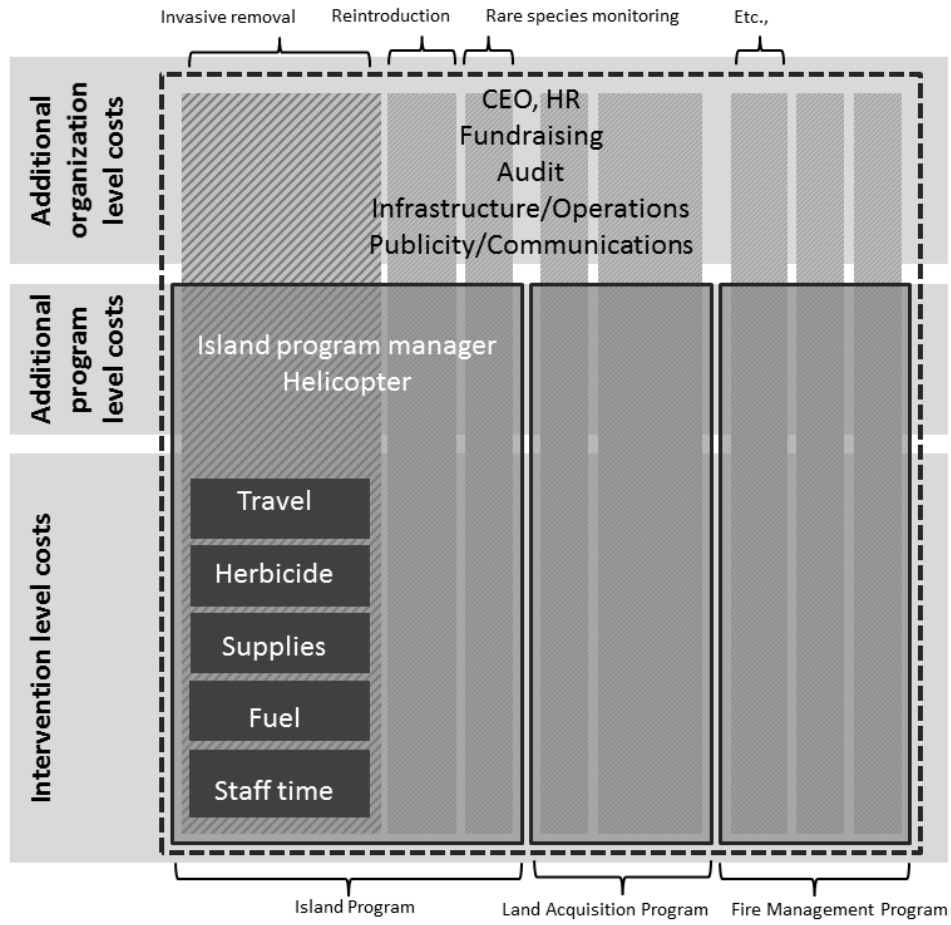 Invasive removal
Reintroduction
Rare species monitoring
Etc.,
Additional
organization
level costs
CEO, HR
Fundraising
Audit
Infrastructure/Operations
Publicity/Communications
Additional
program
level costs
Island program manager
Helicopter
Intervention level costs
Travel
Herbicide
Supplies
Fuel
Staff time
Island Program
Land Acquisition Program
Fire Management Program